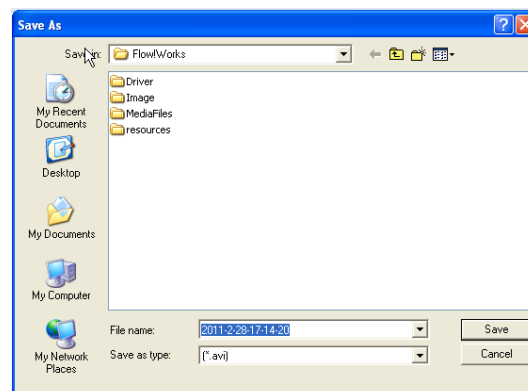 Save As
Save in:
Flow!Works
Driver
Image
MediaFiles
resources
My Recent
Documents
Desktop
My Documents
My Computer
My Network
Places
File name:
2011-2-28-17-14-20
Save
Save as type:
(*.avi)
Cancel